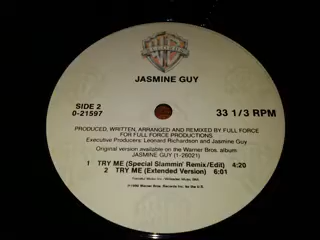 JASMINE GUY
SIDE 2
0-21597
33 1/3 RPM
PRODUCED, WRITTEN, ARRANGED AND REMIXED BY FULL FORCE
FOR FULL FORCE PRODUCTIONS
Executive Producers: Leonard Richardson and Jasmine Guy
Original version available on the Warner Bros. album
JASMINE GUY (1-26021)
1 TRY ME (Special Slammin' Remix/Edit) 4:20
2 TRY ME (Extended Version) 6:01